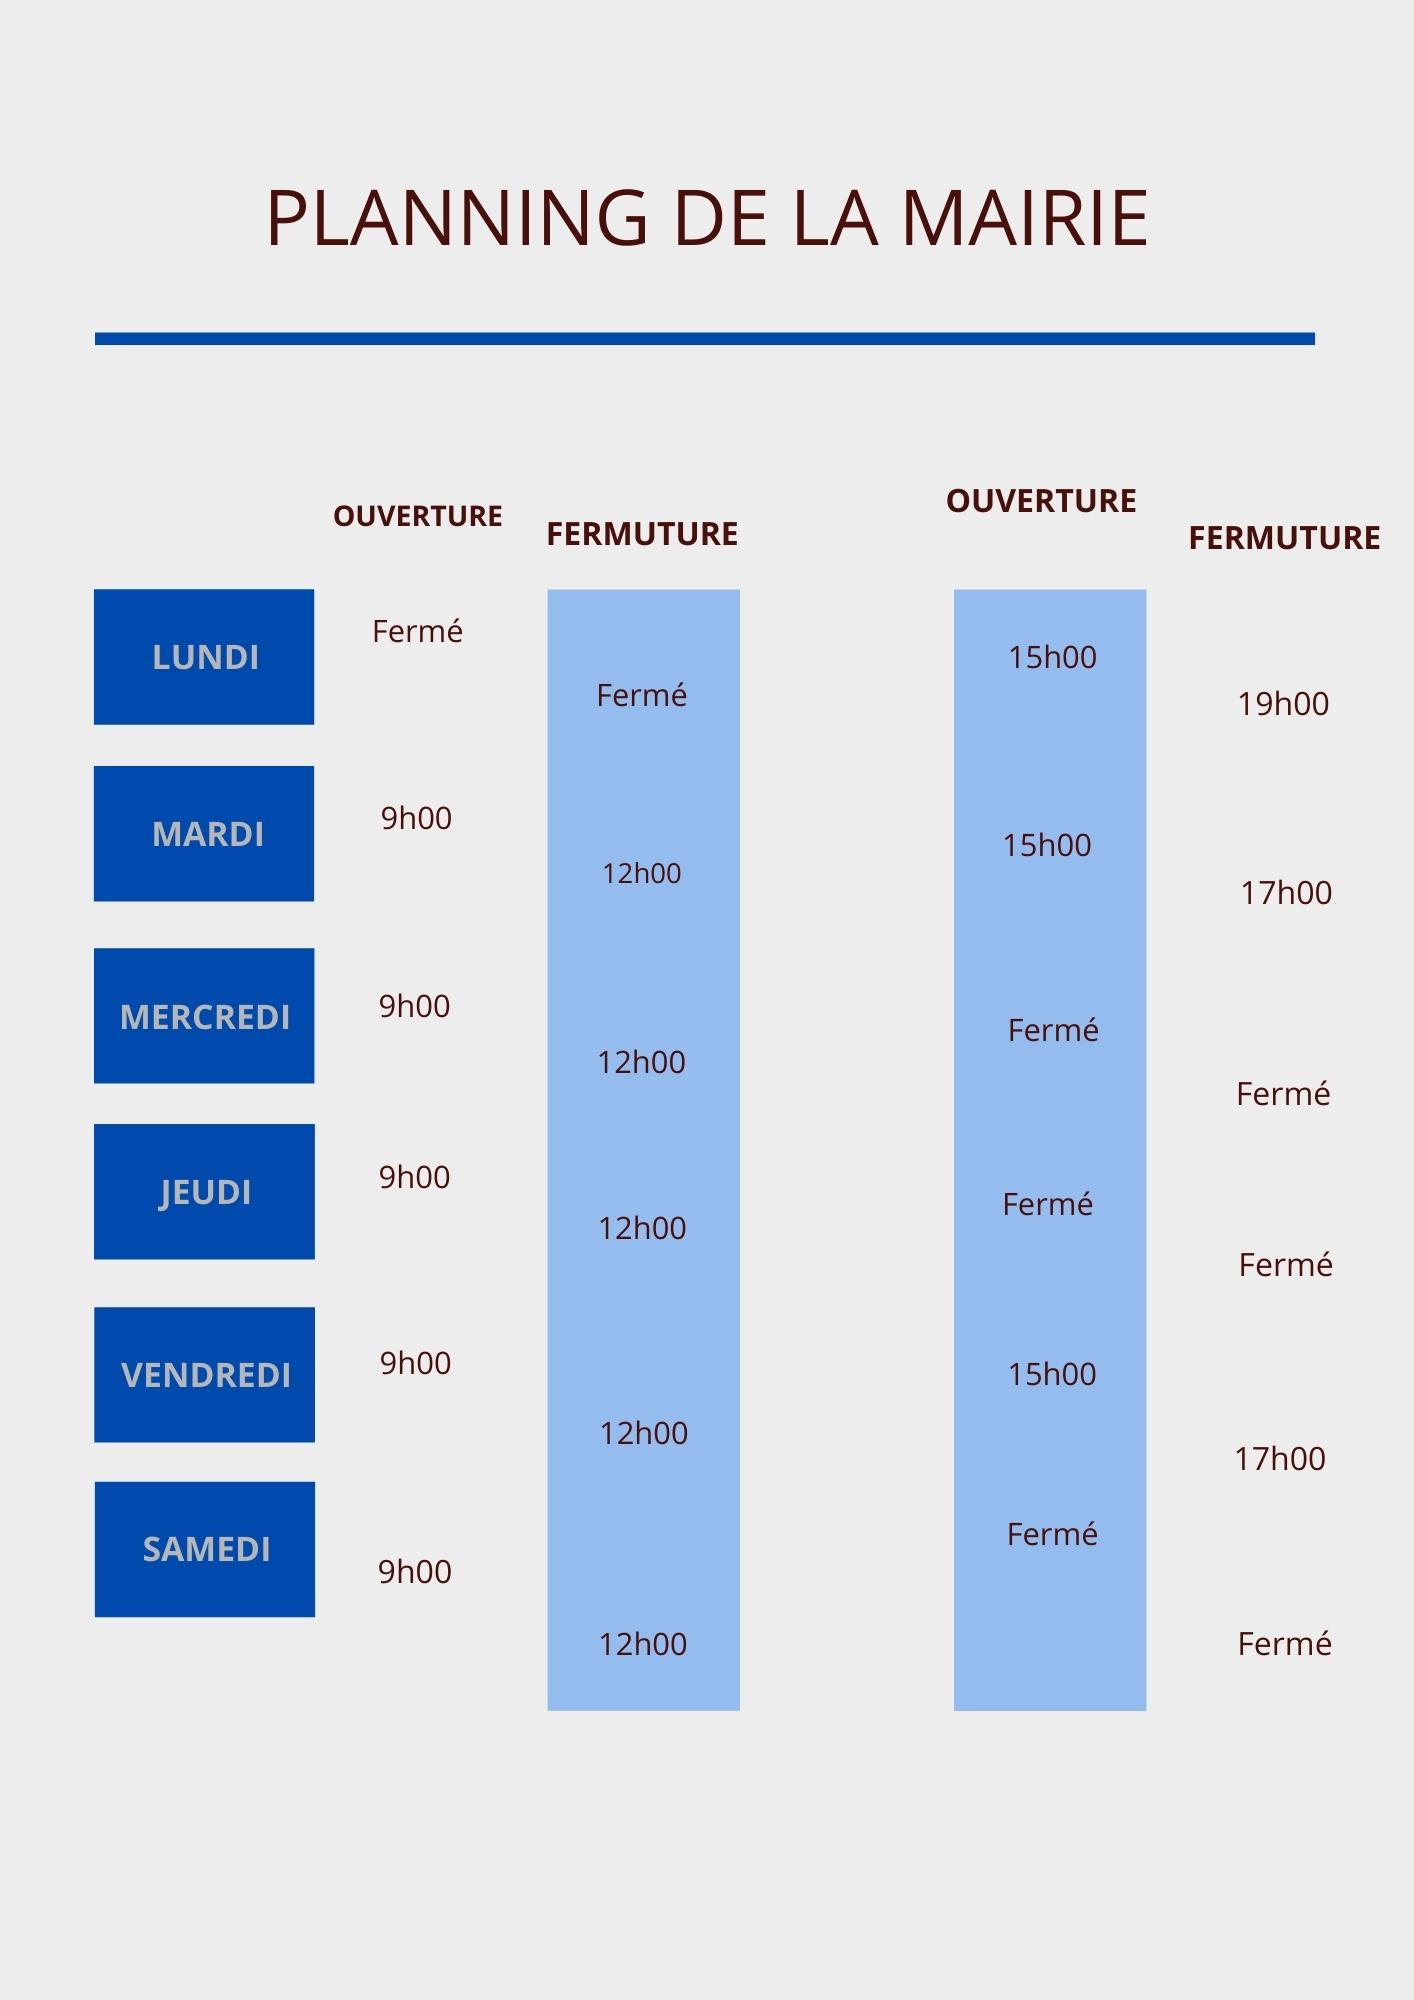 PLANNING DE LA MAIRIE
OUVERTURE FERMUTURE OUVERTURE FERMUTURE
LUNDI Fermé Fermé 15h00 19h00
MARDI 9h00 12h00 15h00 17h00
MERCREDI 9h00 12h00 Fermé Fermé
JEUDI 9h00 12h00 Fermé Fermé
VENDREDI 9h00 12h00 15h00 17h00
SAMEDI 9h00 12h00 Fermé Fermé